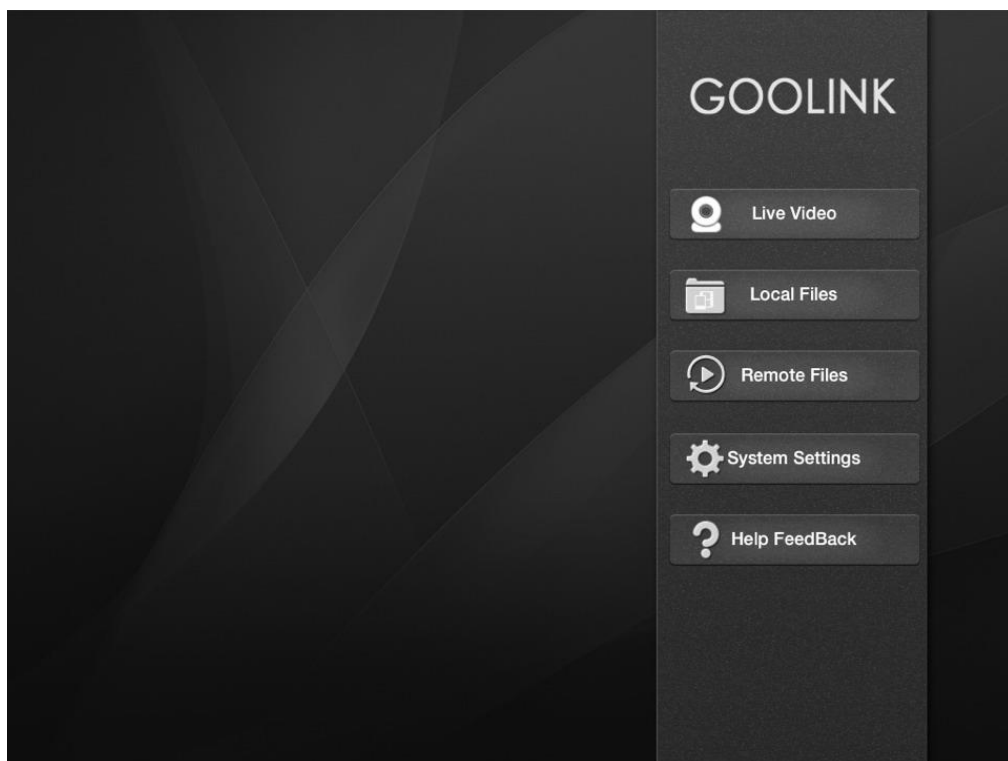 GOOLINK
Live Video
Local Files
Remote Files
System Settings
Help FeedBack